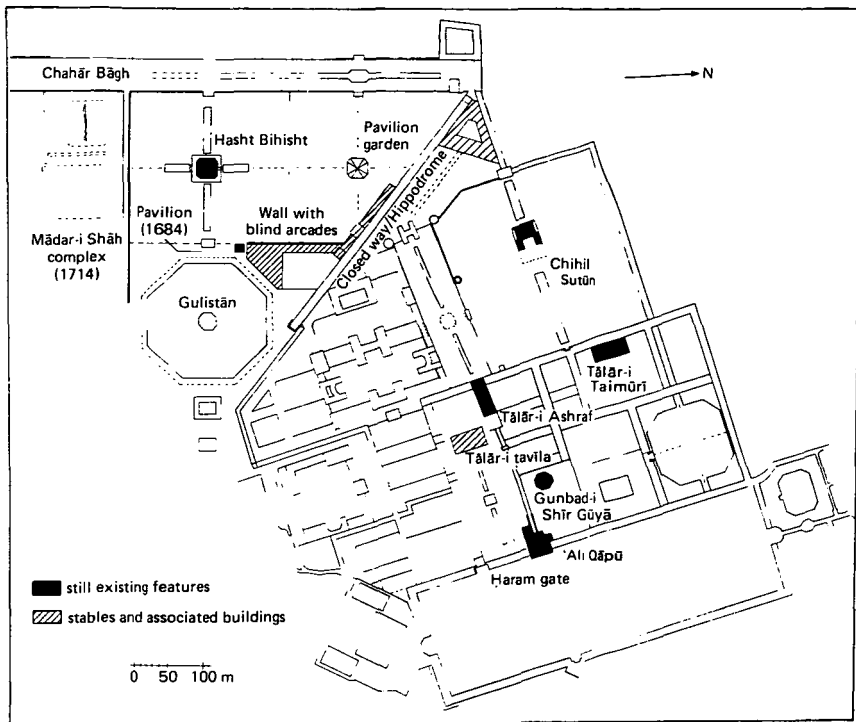 Chahār Bāgh
N
Hasht Bihisht
Pavilion
garden
Closed way/Hippodrome
Pavilion
(1684)
Wall with
blind arcades
Mādar-i Shāh
complex
(1714)
Gulistān
Chihil
Sutūn
Tālār-i
Taimūrī
Tālār-i Ashraf
Tālār-i tavīla
Gunbad-i
Shīr Gūyā
'Alī Qāpū
Haram gate
still existing features
stables and associated buildings
0 50 100 m